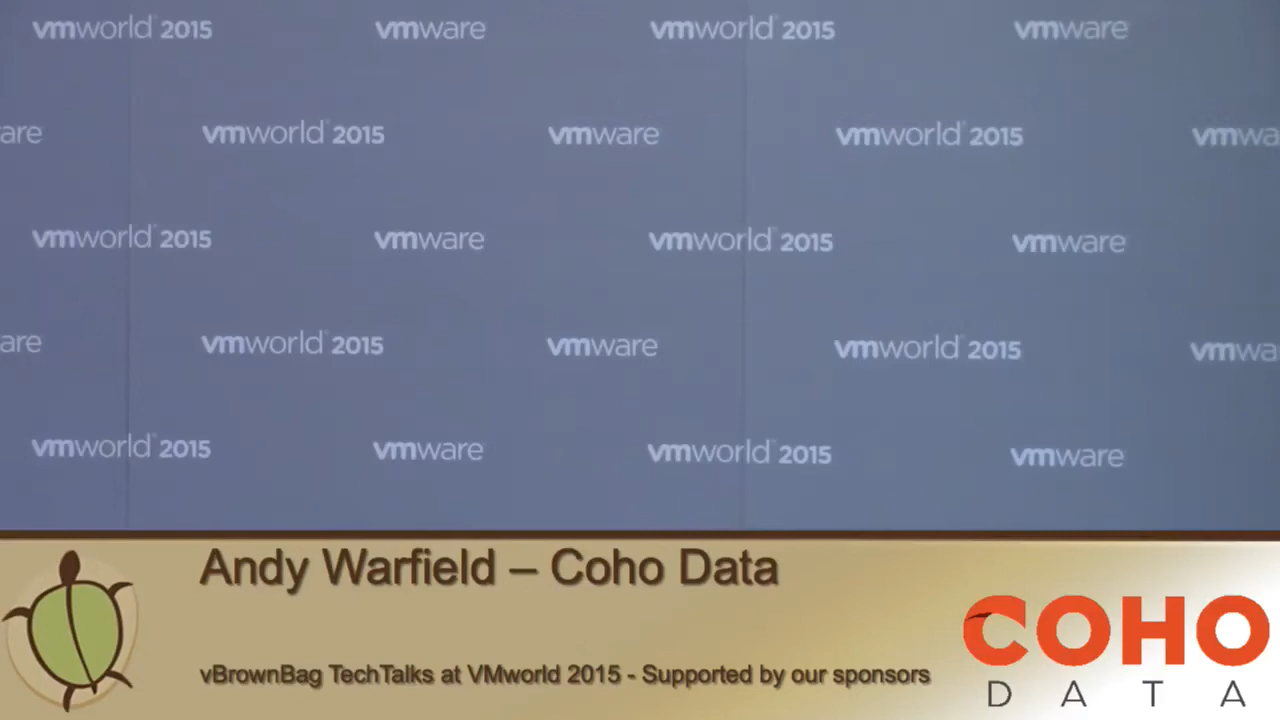 vmworld 2015 vmware vmworld 2015 vmware
are vmworld 2015 vmware vmworld 2015 vmwa
vmworld 2015 vmware vmworld 2015 vmware
are vmworld 2015 vmware vmworld 2015 vmwa
vmworld 2015 vmware vmworld 2015 vmware
Andy Warfield – Coho Data
COHO
DATA
vBrownBag TechTalks at VMworld 2015 - Supported by our sponsors